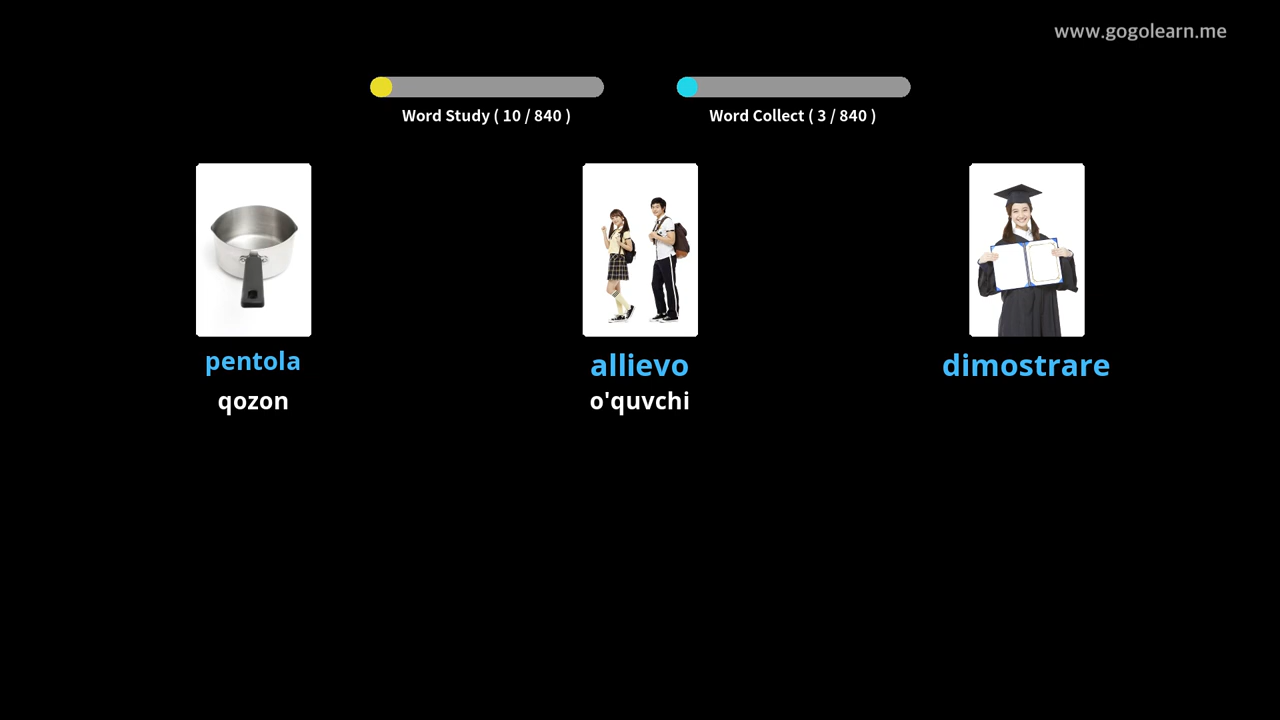 www.gogolearn.me
Word Study ( 10 / 840 )
Word Collect ( 3 / 840 )
pentola
allievo
dimostrare
qozon
o'quvchi